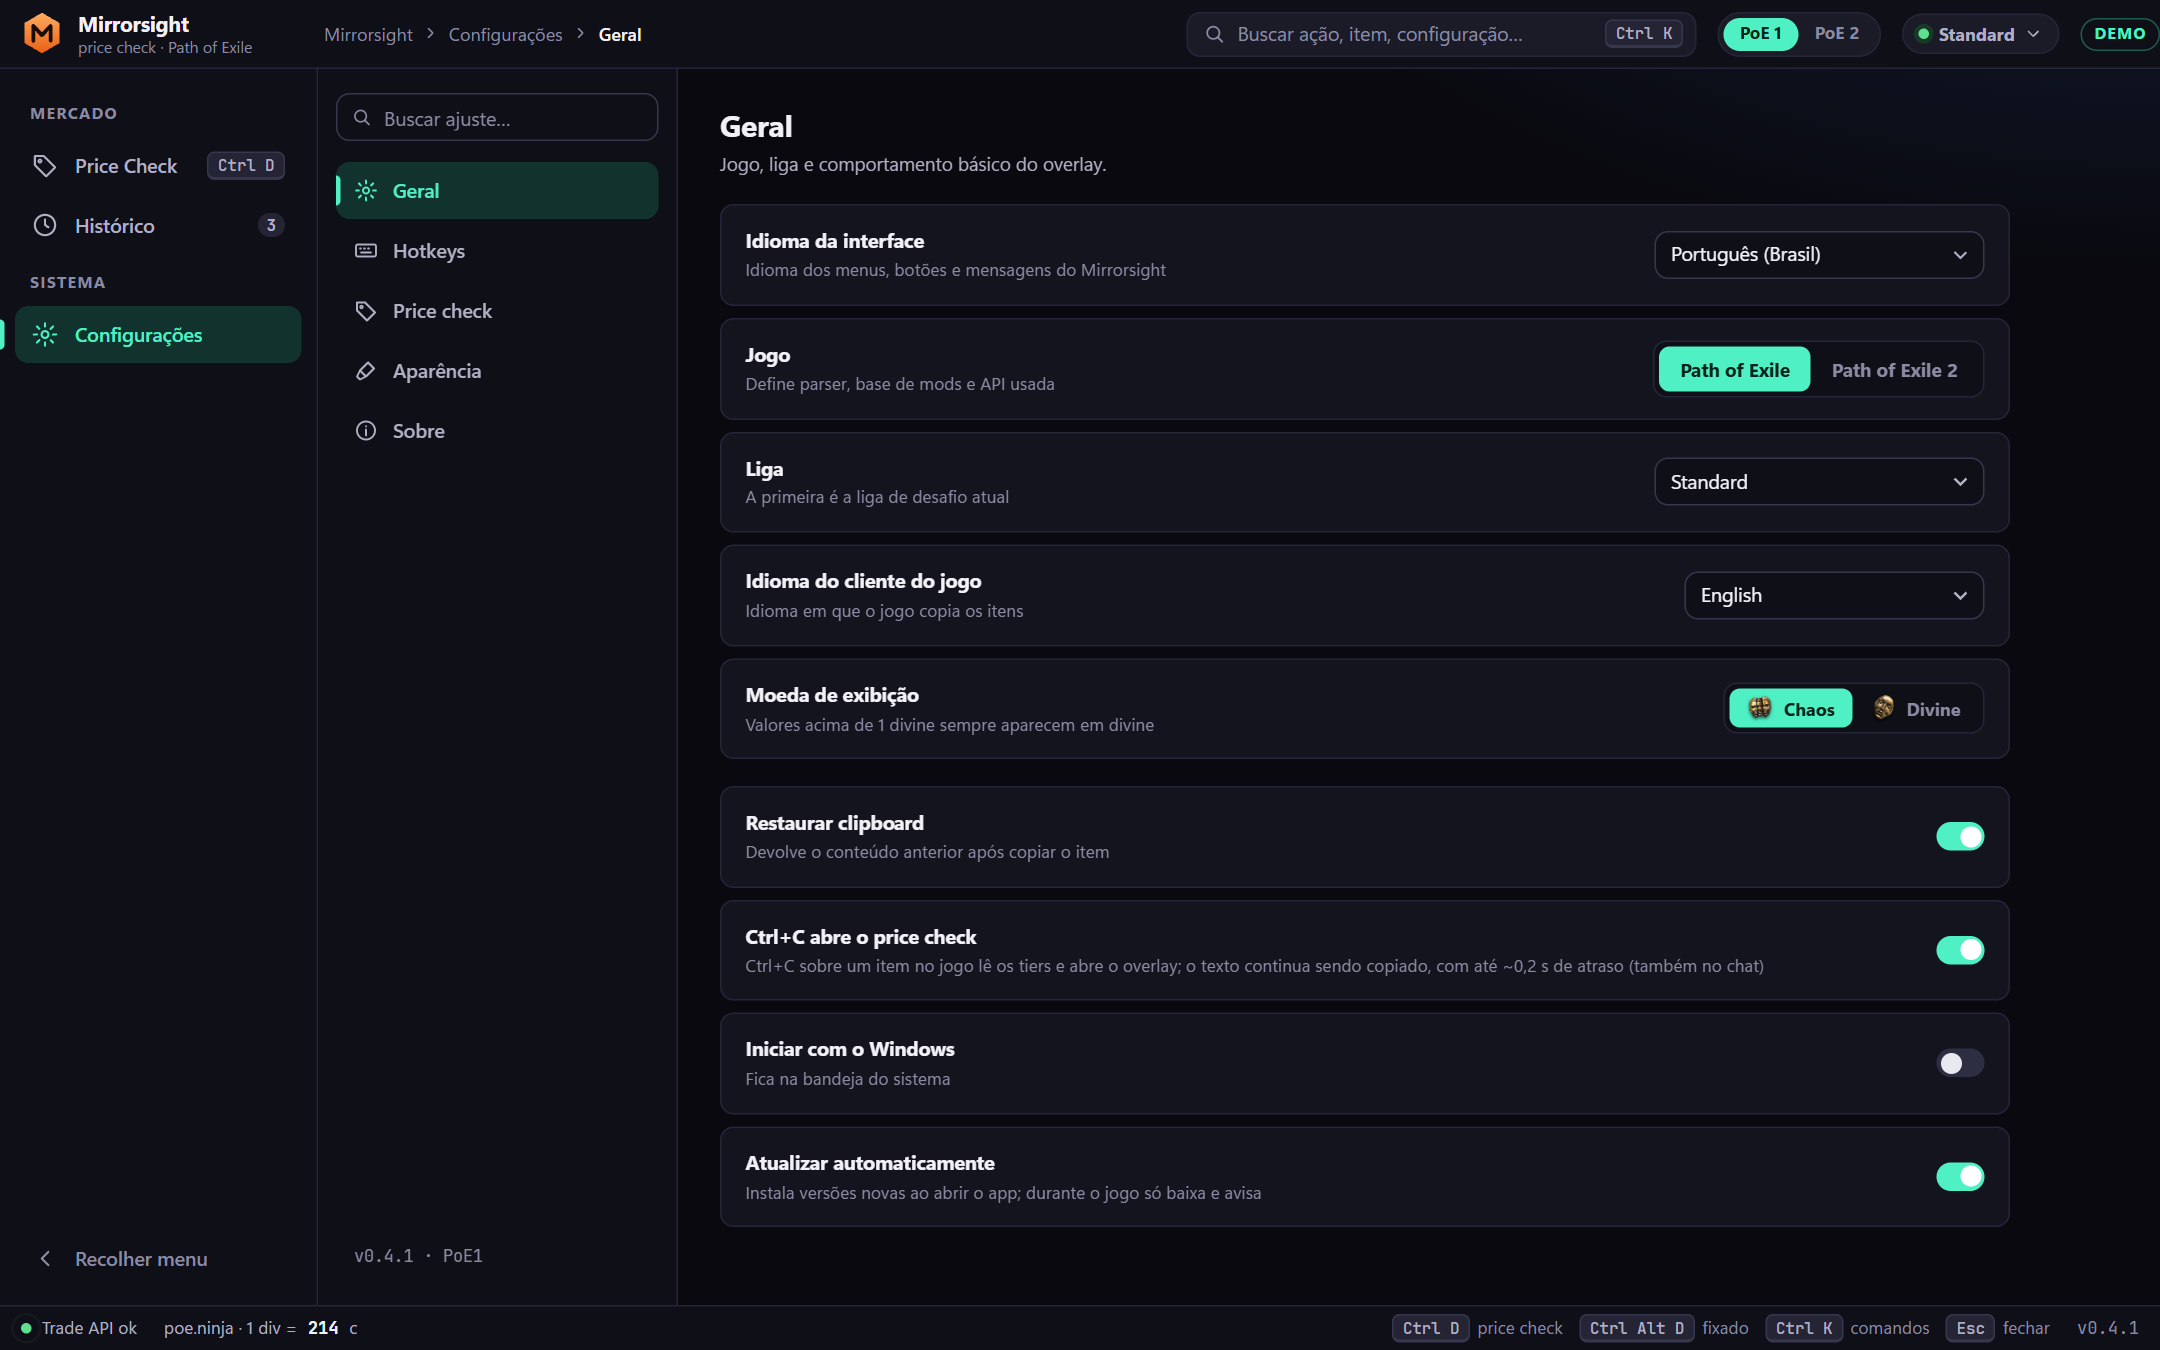 Mirrorsight
price check · Path of Exile
Mirrorsight > Configurações > Geral
Buscar ação, item, configuração... Ctrl K
PoE 1 PoE 2
Standard
DEMO
MERCADO
Price Check Ctrl D
Histórico 3
SISTEMA
Configurações
Recolher menu
Buscar ajuste...
Geral
Hotkeys
Price check
Aparência
Sobre
v0.4.1 · PoE1
Geral
Jogo, liga e comportamento básico do overlay.
Idioma da interface
Idioma dos menus, botões e mensagens do Mirrorsight
Português (Brasil)
Jogo
Define parser, base de mods e API usada
Path of Exile Path of Exile 2
Liga
A primeira é a liga de desafio atual
Standard
Idioma do cliente do jogo
Idioma em que o jogo copia os itens
English
Moeda de exibição
Valores acima de 1 divine sempre aparecem em divine
Chaos Divine
Restaurar clipboard
Devolve o conteúdo anterior após copiar o item
Ctrl+C abre o price check
Ctrl+C sobre um item no jogo lê os tiers e abre o overlay; o texto continua sendo copiado, com até ~0,2 s de atraso (também no chat)
Iniciar com o Windows
Fica na bandeja do sistema
Atualizar automaticamente
Instala versões novas ao abrir o app; durante o jogo só baixa e avisa
Trade API ok poe.ninja · 1 div = 214 c
Ctrl D price check Ctrl Alt D fixado Ctrl K comandos Esc fechar v0.4.1